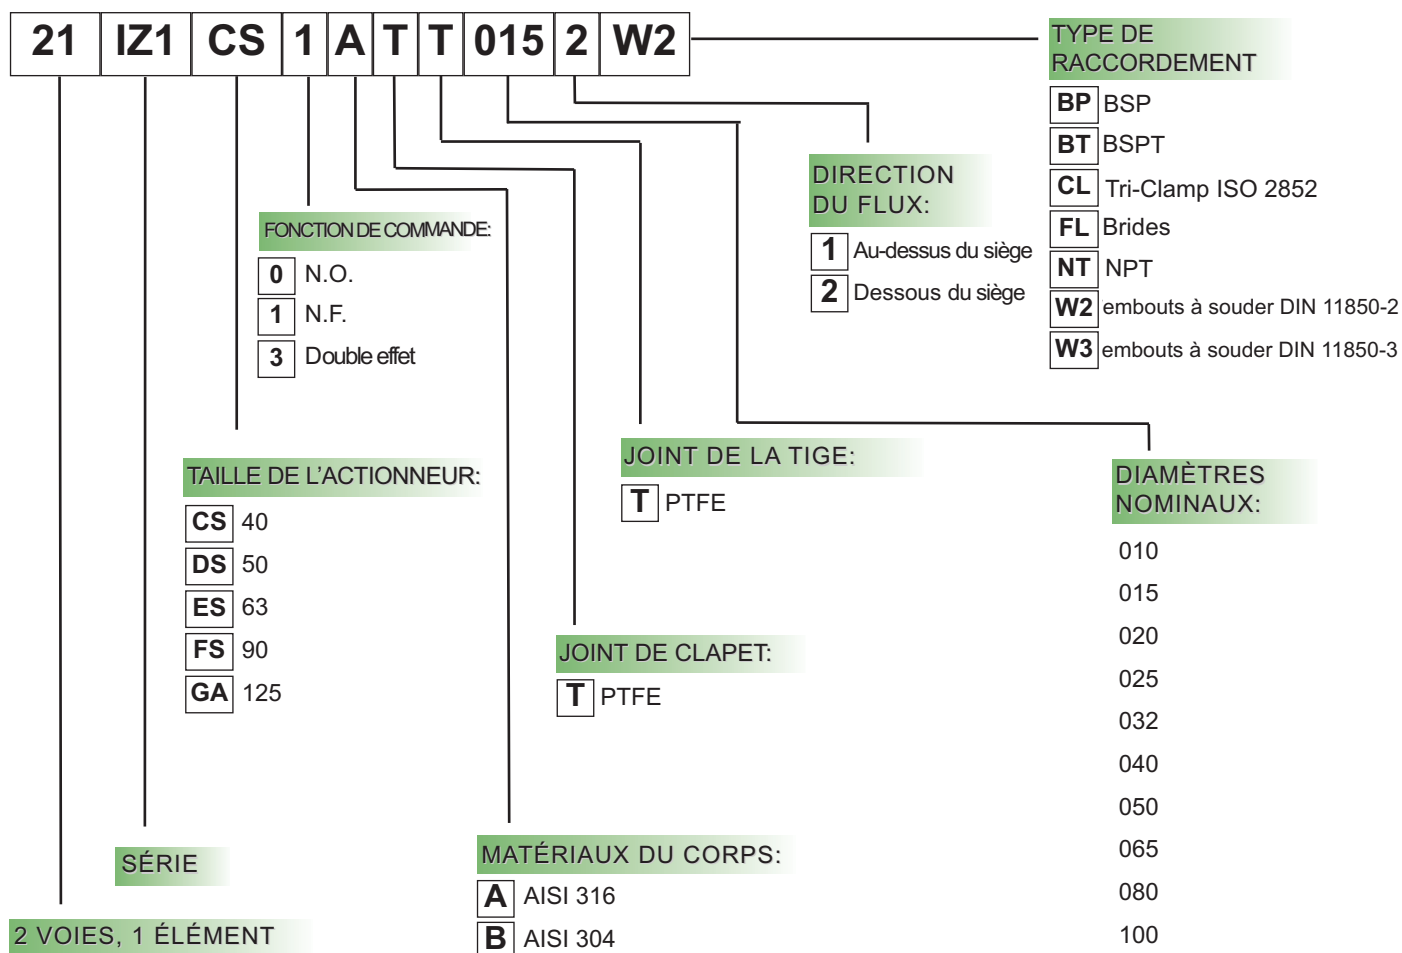 21 IZ1 CS 1 A T T 015 2 W2
TYPE DE
RACCORDEMENT
BP BSP
BT BSPT
CL Tri-Clamp ISO 2852
FL Brides
NT NPT
W2 embouts à souder DIN 11850-2
W3 embouts à souder DIN 11850-3
DIRECTION
DU FLUX:
1 Au-dessus du siège
2 Dessous du siège
FONCTION DE COMMANDE:
0 N.O.
1 N.F.
3 Double effet
TAILLE DE L’ACTIONNEUR:
CS 40
DS 50
ES 63
FS 90
GA 125
JOINT DE LA TIGE:
T PTFE
DIAMÈTRES
NOMINAUX:
010
015
020
025
032
040
050
065
080
100
JOINT DE CLAPET:
T PTFE
MATÉRIAUX DU CORPS:
A AISI 316
B AISI 304
SÉRIE
2 VOIES, 1 ÉLÉMENT